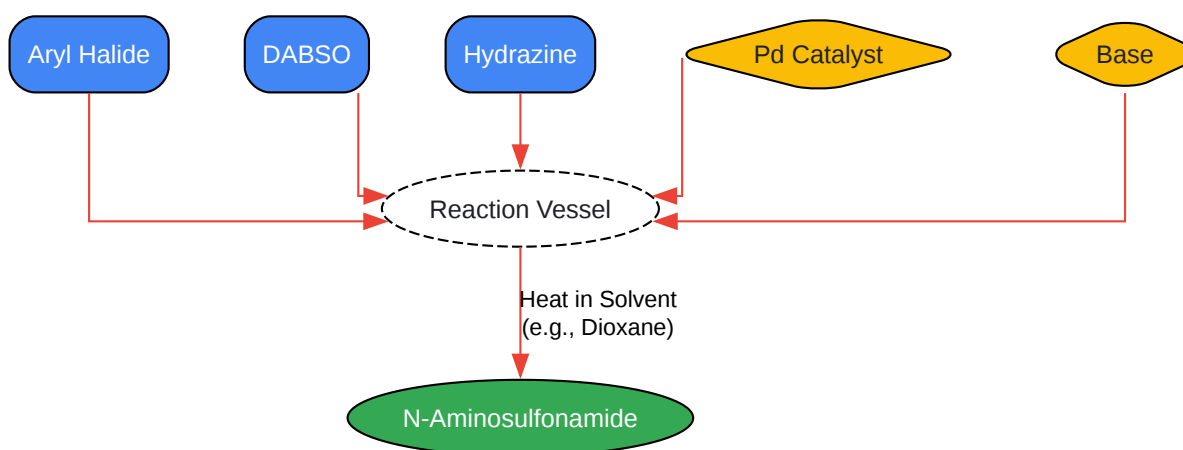 Aryl Halide
DABSO
Hydrazine
Pd Catalyst
Base
Reaction Vessel
Heat in Solvent
(e.g., Dioxane)
N-Aminosulfonamide